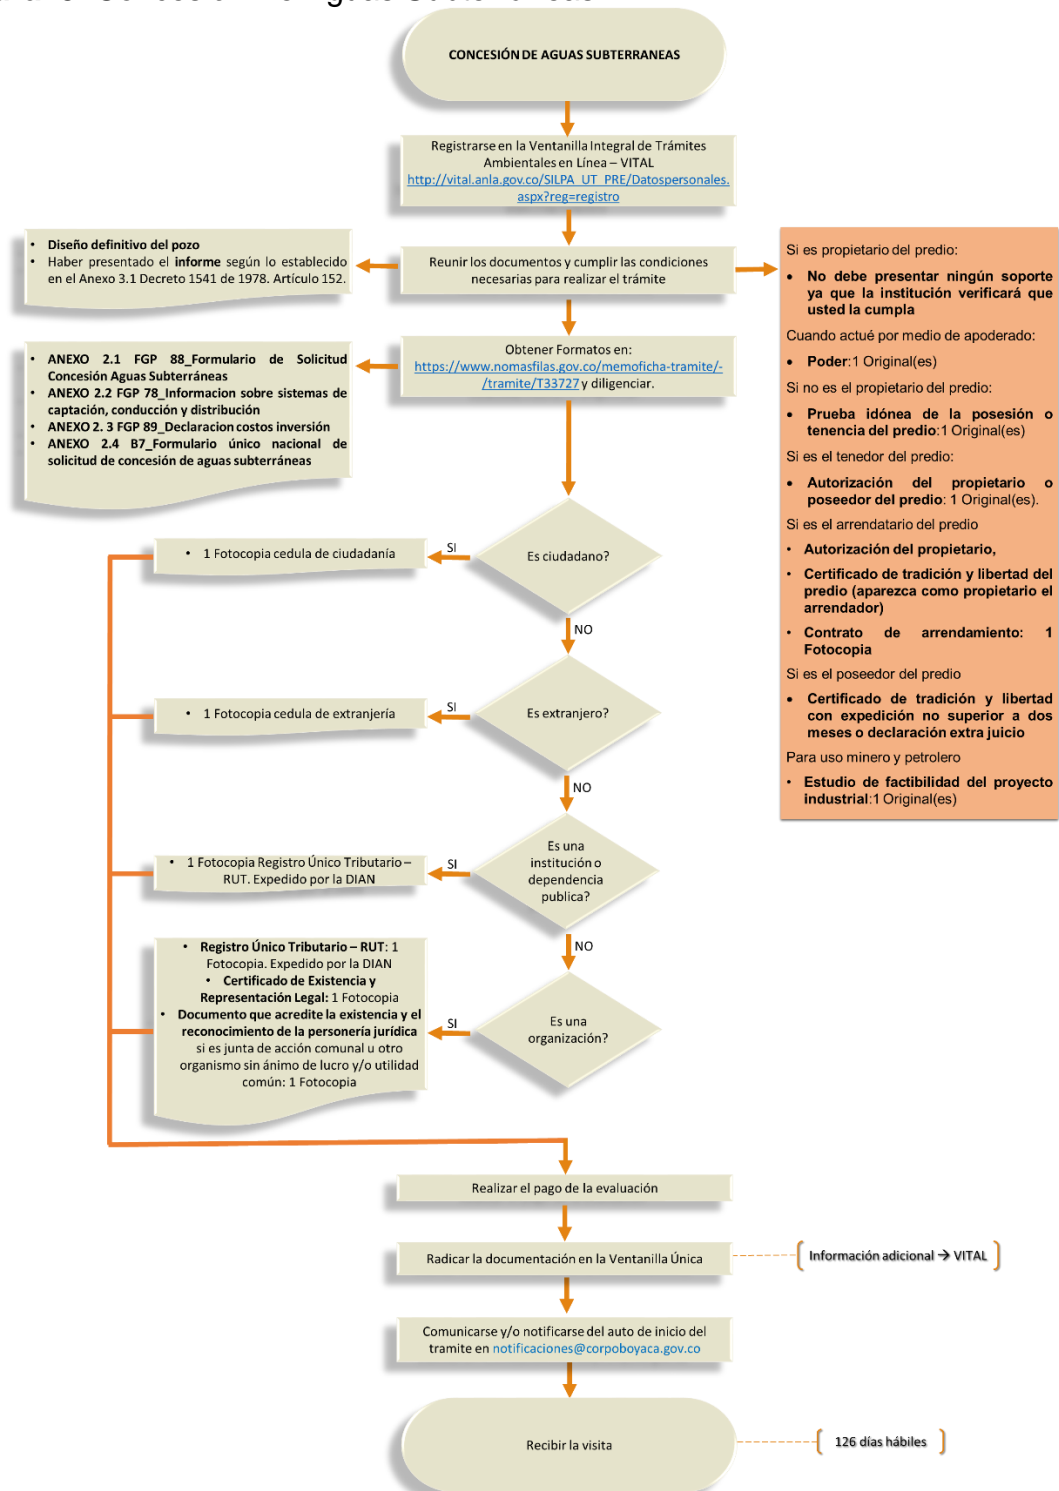 CONCESIÓN DE AGUAS SUBTERRANEAS
Registrarse en la Ventanilla Integral de Trámites
Ambientales en Línea – VITAL
http://vital.anla.gov.co/SILPA_UT_PRE/Datospersonales.
aspx?reg=registro
• Diseño definitivo del pozo
• Haber presentado el informe según lo establecido
en el Anexo 3.1 Decreto 1541 de 1978. Artículo 152.
Reunir los documentos y cumplir las condiciones
necesarias para realizar el trámite
Si es propietario del predio:
• No debe presentar ningún soporte
ya que la institución verificará que
usted la cumpla
Cuando actué por medio de apoderado:
• Poder:1 Original(es)
Si no es el propietario del predio:
• Prueba idónea de la posesión o
tenencia del predio:1 Original(es)
Si es el tenedor del predio:
• Autorización del propietario o
poseedor del predio: 1 Original(es).
Si es el arrendatario del predio
• Autorización del propietario,
• Certificado de tradición y libertad del
predio (aparezca como propietario el
arrendador)
• Contrato de arrendamiento: 1
Fotocopia
Si es el poseedor del predio
• Certificado de tradición y libertad
con expedición no superior a dos
meses o declaración extra juicio
Para uso minero y petrolero
• Estudio de factibilidad del proyecto
industrial:1 Original(es)
Obtener Formatos en:
https://www.nomasfilas.gov.co/memoficha-tramite/-
/tramite/T33727 y diligenciar.
• ANEXO 2.1 FGP 88_Formulario de Solicitud
Concesión Aguas Subterráneas
• ANEXO 2.2 FGP 78_Informacion sobre sistemas de
captación, conducción y distribución
• ANEXO 2. 3 FGP 89_Declaracion costos inversión
• ANEXO 2.4 B7_Formulario único nacional de
solicitud de concesión de aguas subterráneas
Es ciudadano?
SI
• 1 Fotocopia cedula de ciudadanía
NO
Es extranjero?
SI
• 1 Fotocopia cedula de extranjería
NO
Es una
institución o
dependencia
publica?
SI
• 1 Fotocopia Registro Único Tributario –
RUT. Expedido por la DIAN
NO
Es una
organización?
SI
• Registro Único Tributario – RUT: 1
Fotocopia. Expedido por la DIAN
• Certificado de Existencia y
Representación Legal: 1 Fotocopia
• Documento que acredite la existencia y el
reconocimiento de la personería jurídica
si es junta de acción comunal u otro
organismo sin ánimo de lucro y/o utilidad
común: 1 Fotocopia
Realizar el pago de la evaluación
Radicar la documentación en la Ventanilla Única
Información adicional → VITAL
Comunicarse y/o notificarse del auto de inicio del
tramite en notificaciones@corpoboyaca.gov.co
Recibir la visita
126 días hábiles